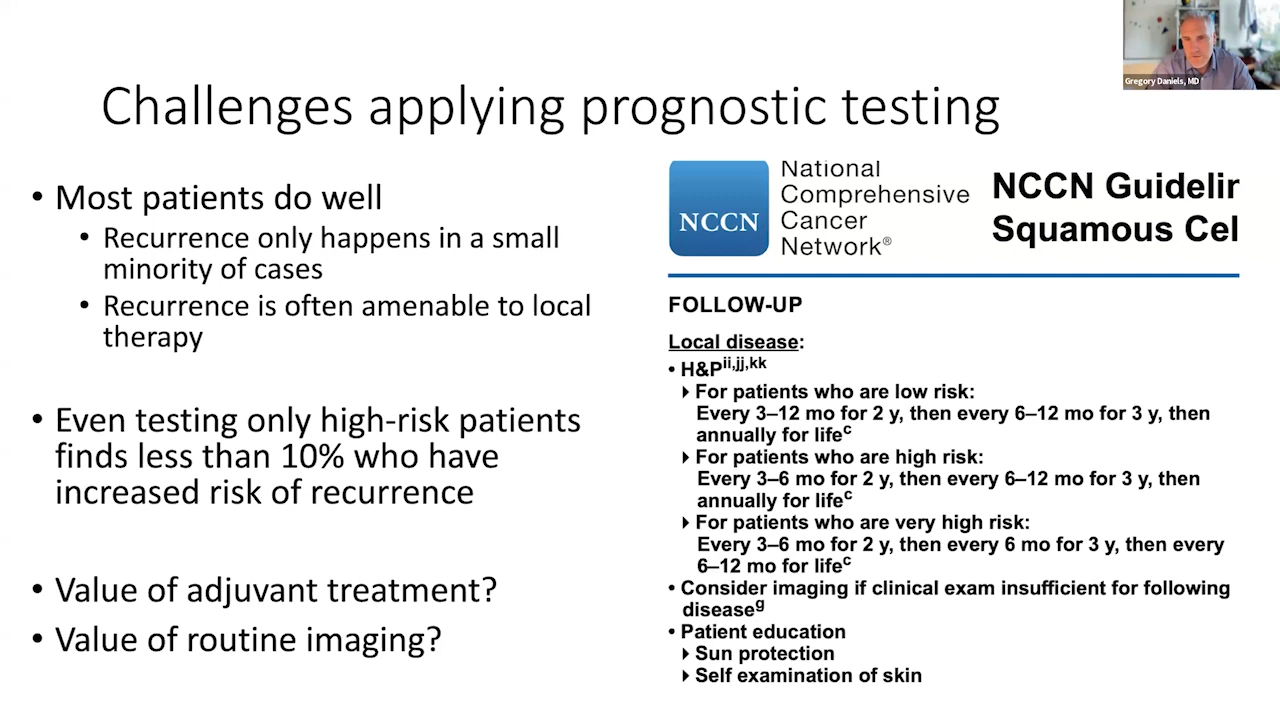 Gregory Daniels, MD
Challenges applying prognostic testing
• Most patients do well
• Recurrence only happens in a small
minority of cases
• Recurrence is often amenable to local
therapy
• Even testing only high-risk patients
finds less than 10% who have
increased risk of recurrence
• Value of adjuvant treatment?
• Value of routine imaging?
NCCN
National
Comprehensive
Cancer
Network®
NCCN Guidelir
Squamous Cel
FOLLOW-UP
Local disease:
• H&Pii,jj,kk
For patients who are low risk:
Every 3–12 mo for 2 y, then every 6–12 mo for 3 y, then
annually for lifec
For patients who are high risk:
Every 3–6 mo for 2 y, then every 6–12 mo for 3 y, then
annually for lifec
For patients who are very high risk:
Every 3–6 mo for 2 y, then every 6 mo for 3 y, then every
6–12 mo for lifec
• Consider imaging if clinical exam insufficient for following
diseaseg
• Patient education
Sun protection
Self examination of skin